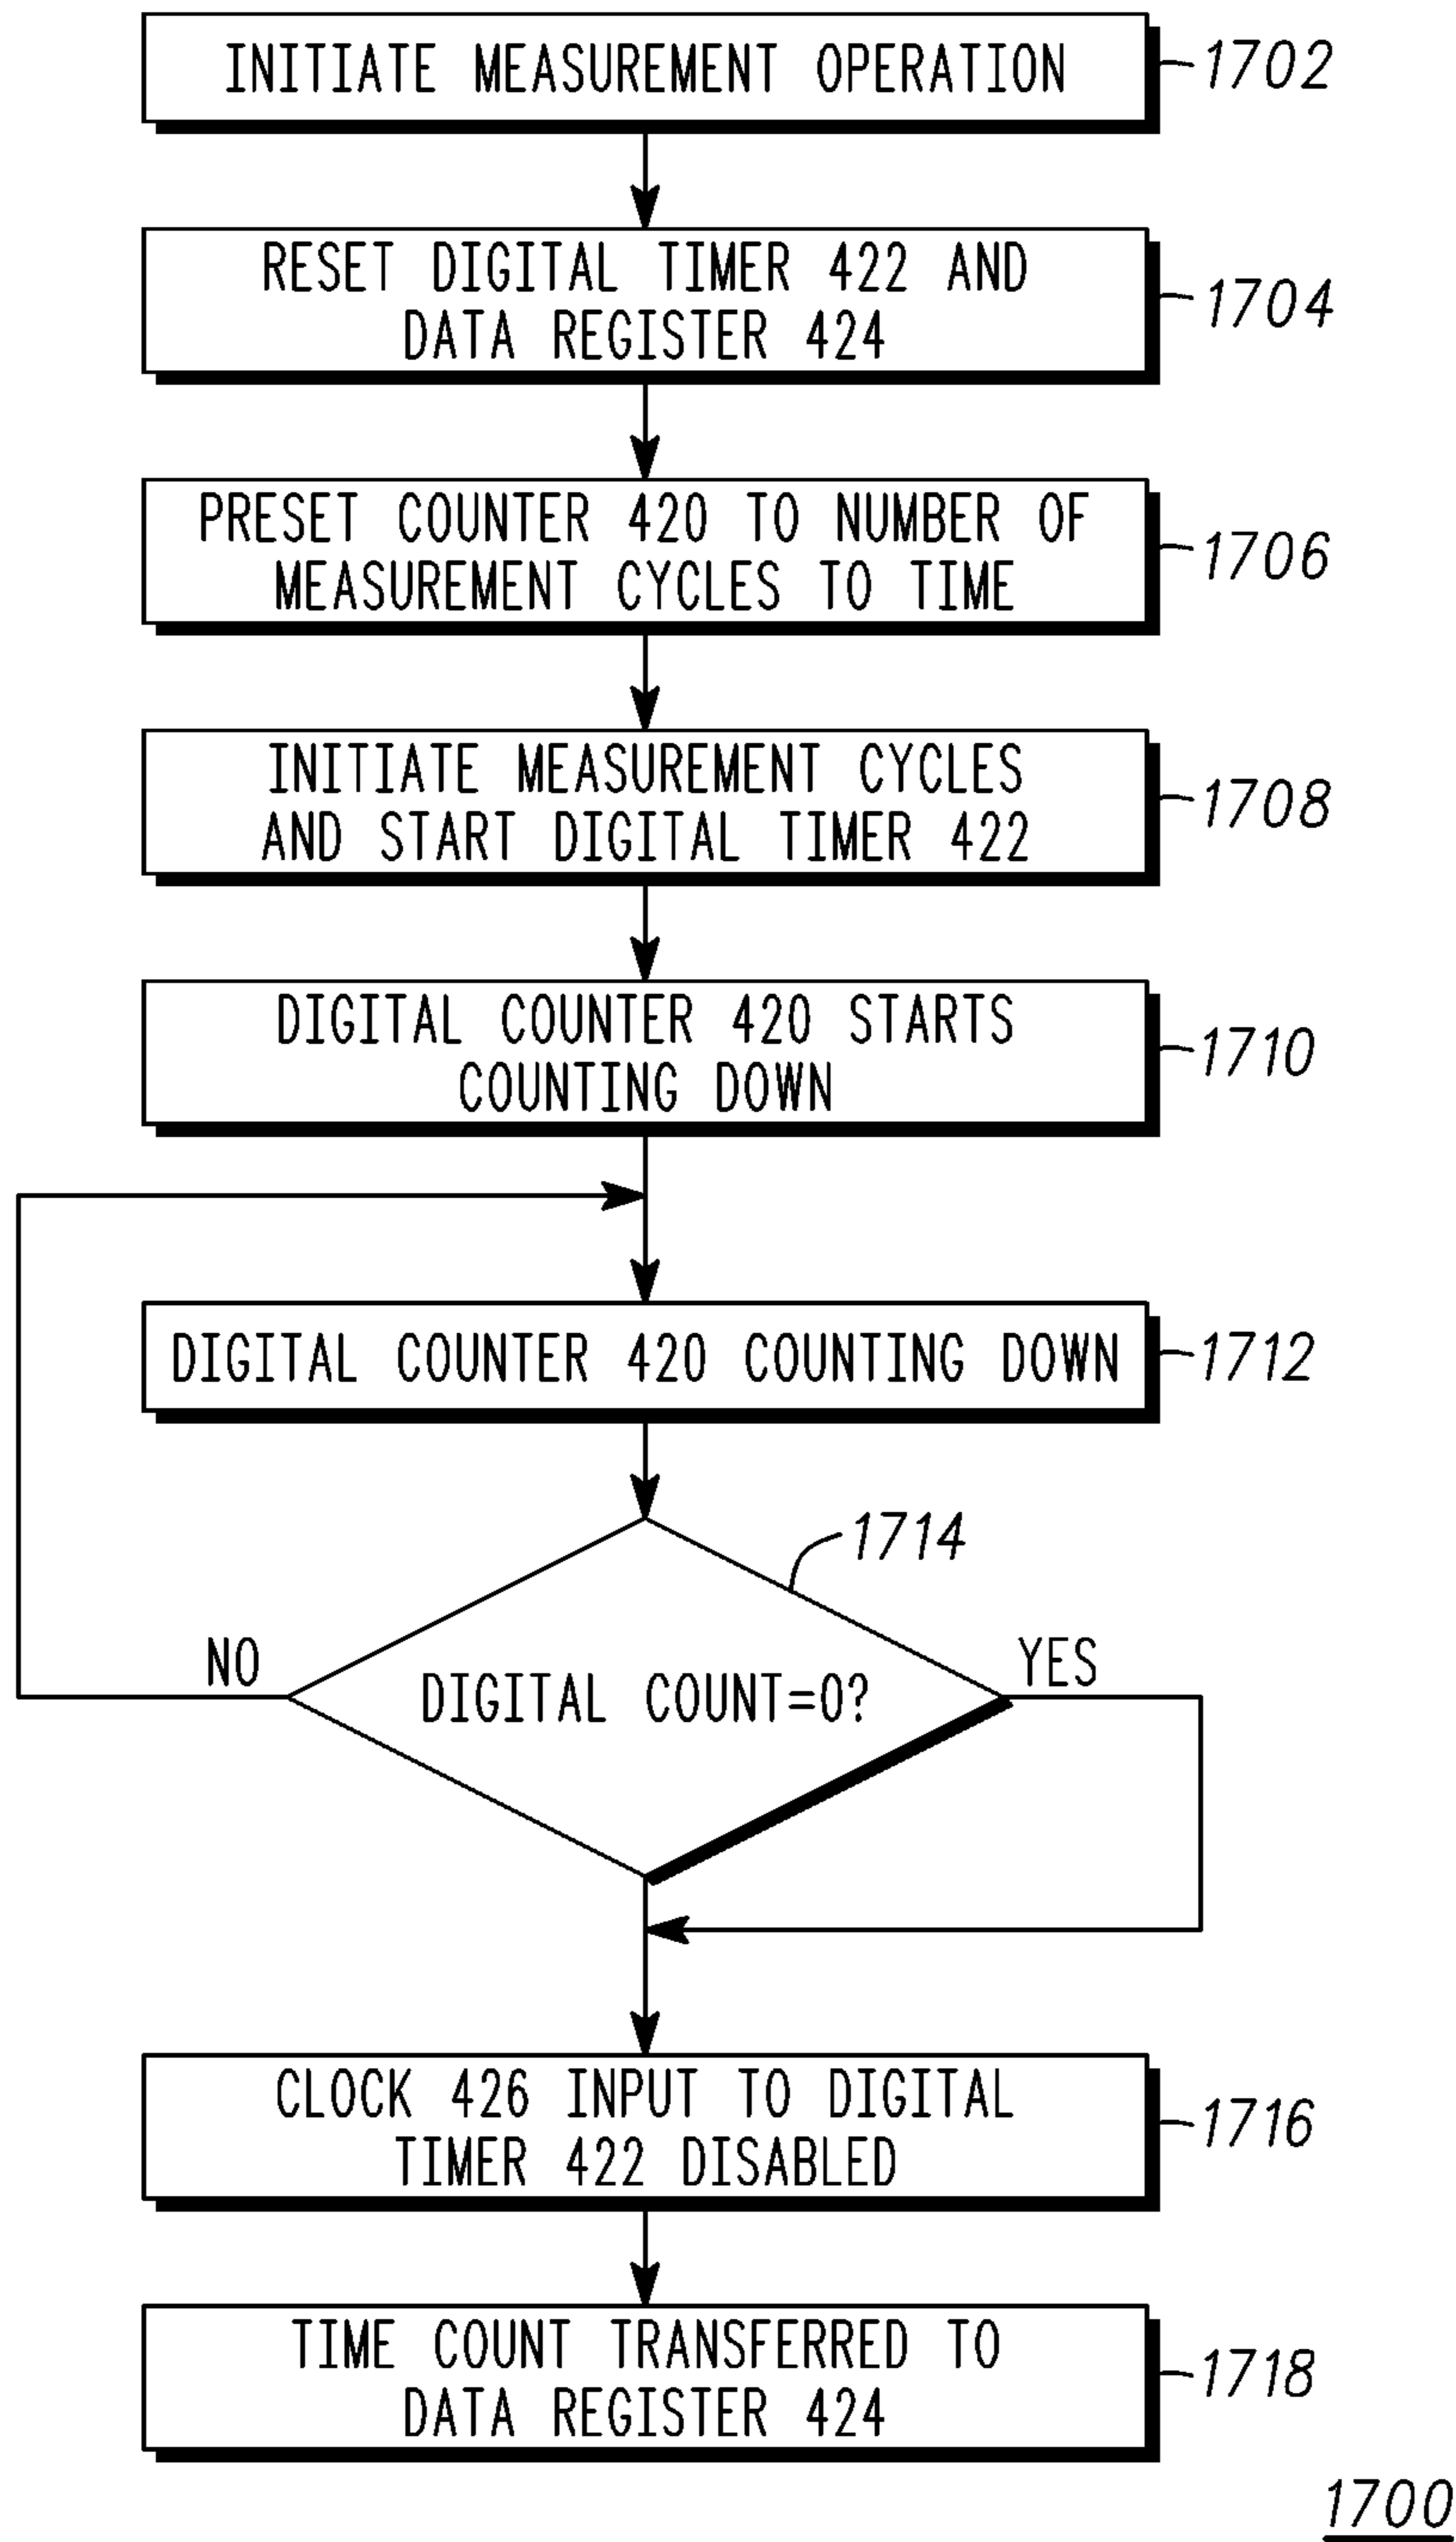 INITIATE MEASUREMENT OPERATION
1702
RESET DIGITAL TIMER 422 AND
DATA REGISTER 424
1704
PRESET COUNTER 420 TO NUMBER OF
MEASUREMENT CYCLES TO TIME
1706
INITIATE MEASUREMENT CYCLES
AND START DIGITAL TIMER 422
1708
DIGITAL COUNTER 420 STARTS
COUNTING DOWN
1710
DIGITAL COUNTER 420 COUNTING DOWN
1712
1714
NO
DIGITAL COUNT=0?
YES
CLOCK 426 INPUT TO DIGITAL
TIMER 422 DISABLED
1716
TIME COUNT TRANSFERRED TO
DATA REGISTER 424
1718
1700